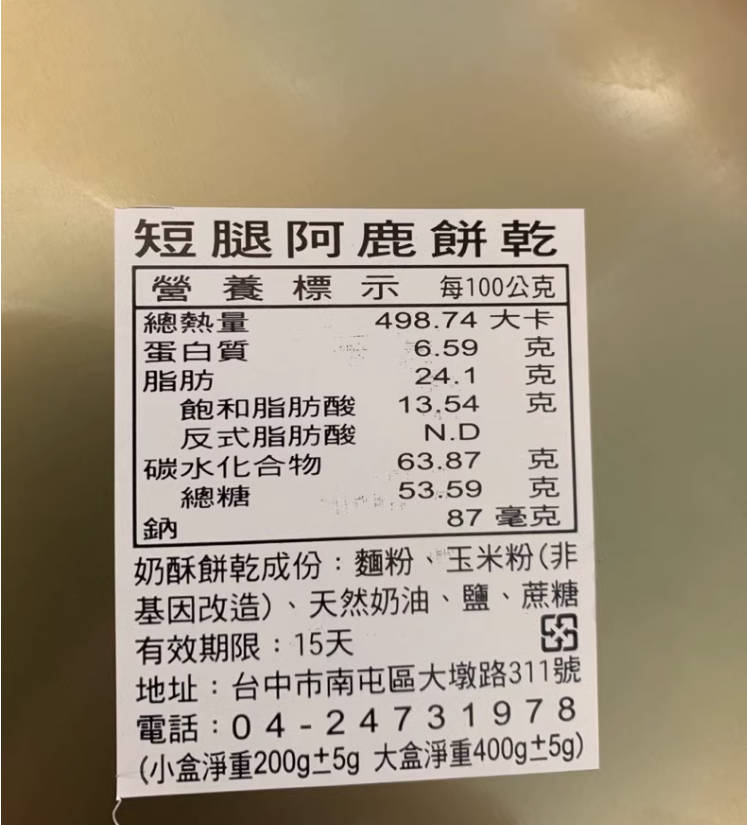 短腿阿鹿餅乾
營養標示 每100公克
總熱量 498.74 大卡
蛋白質 6.59 克
脂肪 24.1 克
飽和脂肪酸 13.54 克
反式脂肪酸 N.D
碳水化合物 63.87 克
總糖 53.59 克
鈉 87 毫克
奶酥餅乾成份：麵粉、玉米粉(非
基因改造)、天然奶油、鹽、蔗糖
有效期限：15天
地址：台中市南屯區大墩路311號
電話：04-24731978
(小盒淨重200g±5g 大盒淨重400g±5g)